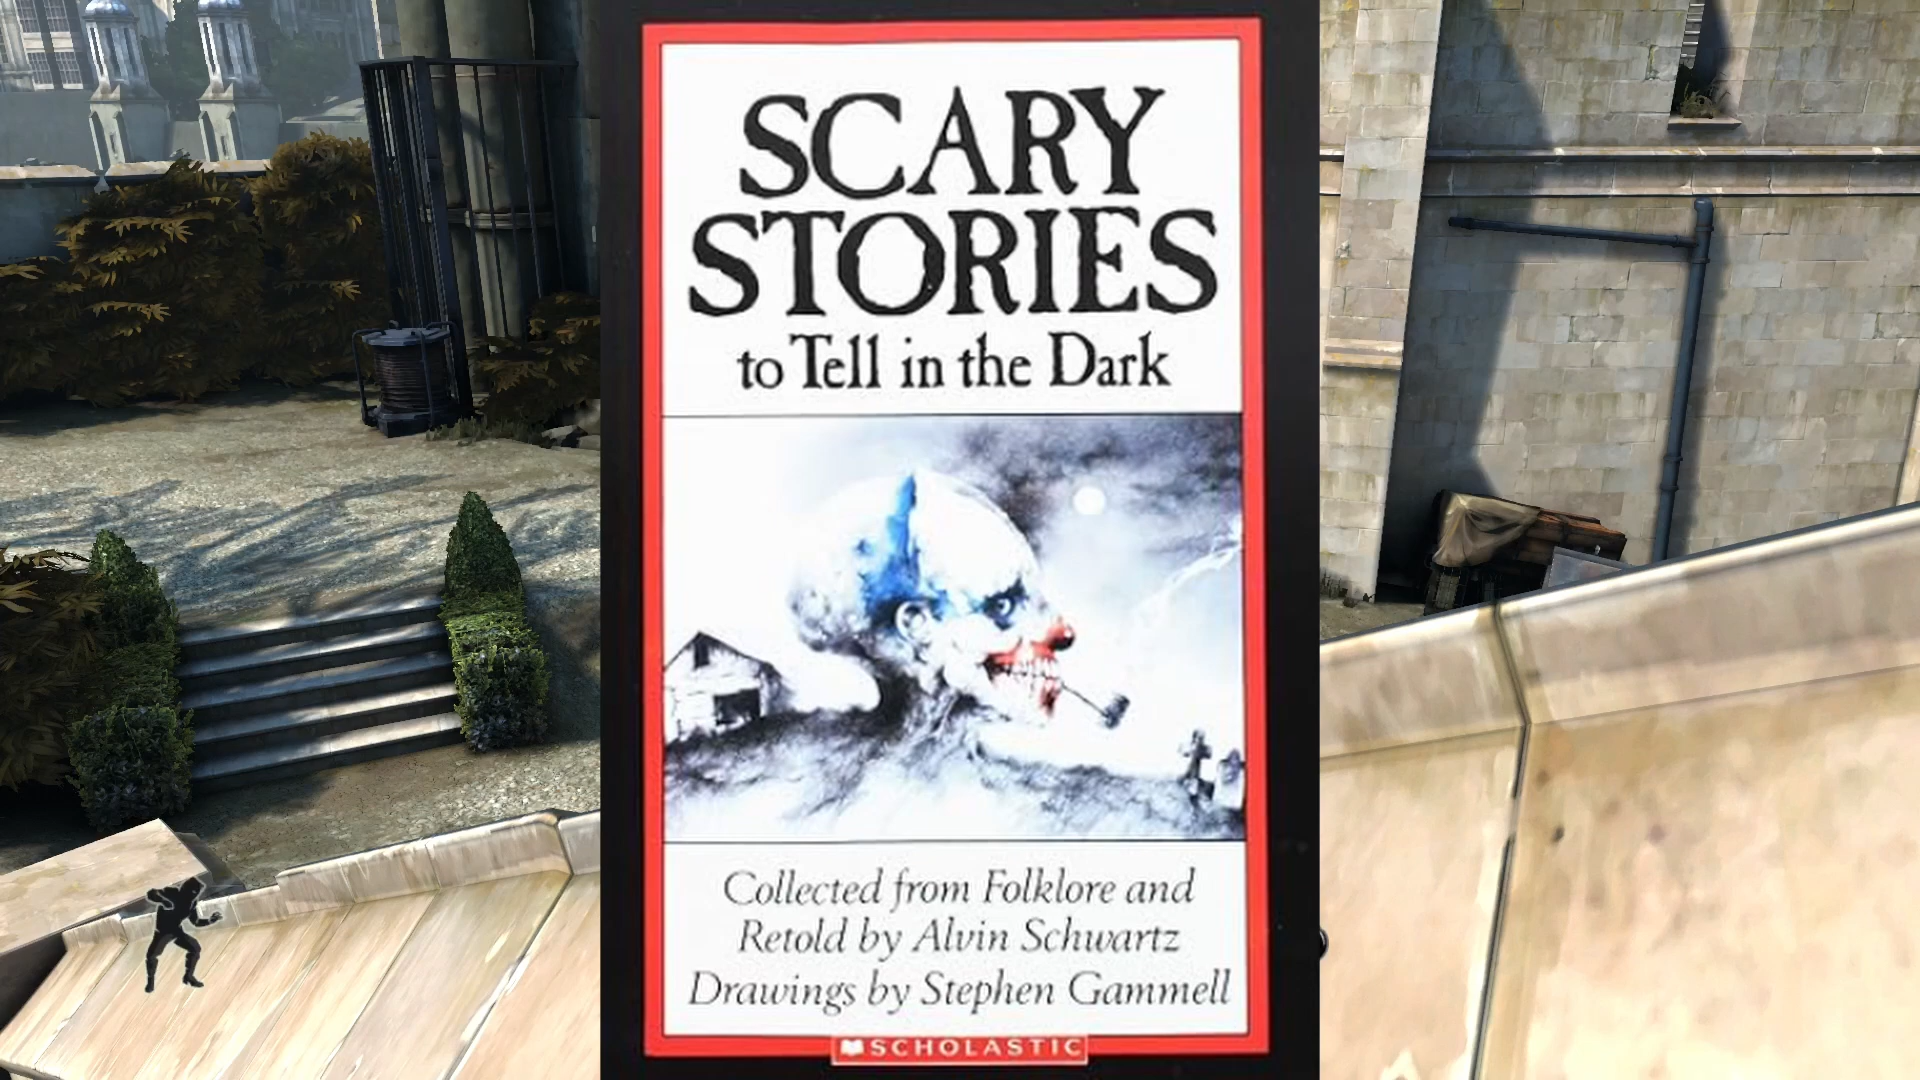 SCARY
STORIES
to Tell in the Dark
Collected from Folklore and
Retold by Alvin Schwartz
Drawings by Stephen Gammell
SCHOLASTIC